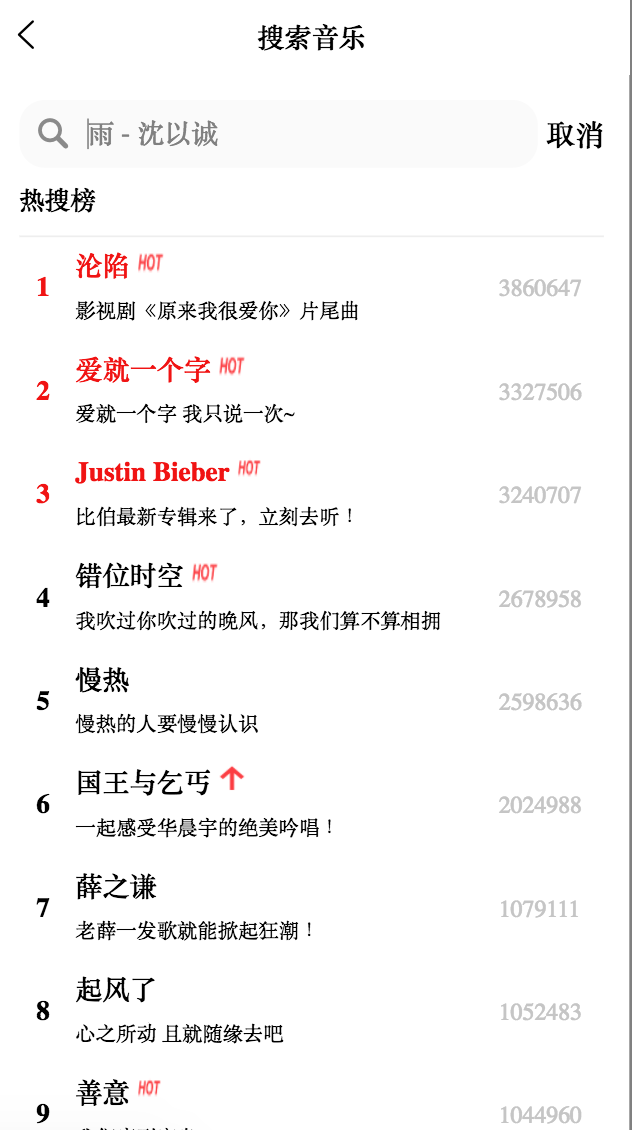 搜索音乐
雨 - 沈以诚 取消
热搜榜
沦陷 HOT
1 3860647
影视剧《原来我很爱你》片尾曲
爱就一个字 HOT
2 3327506
爱就一个字 我只说一次~
Justin Bieber HOT
3 3240707
比伯最新专辑来了，立刻去听！
错位时空 HOT
4 2678958
我吹过你吹过的晚风，那我们算不算相拥
慢热
5 2598636
慢热的人要慢慢认识
国王与乞丐
6 2024988
一起感受华晨宇的绝美吟唱！
薛之谦
7 1079111
老薛一发歌就能掀起狂潮！
起风了
8 1052483
心之所动 且就随缘去吧
善意 HOT
9 1044960